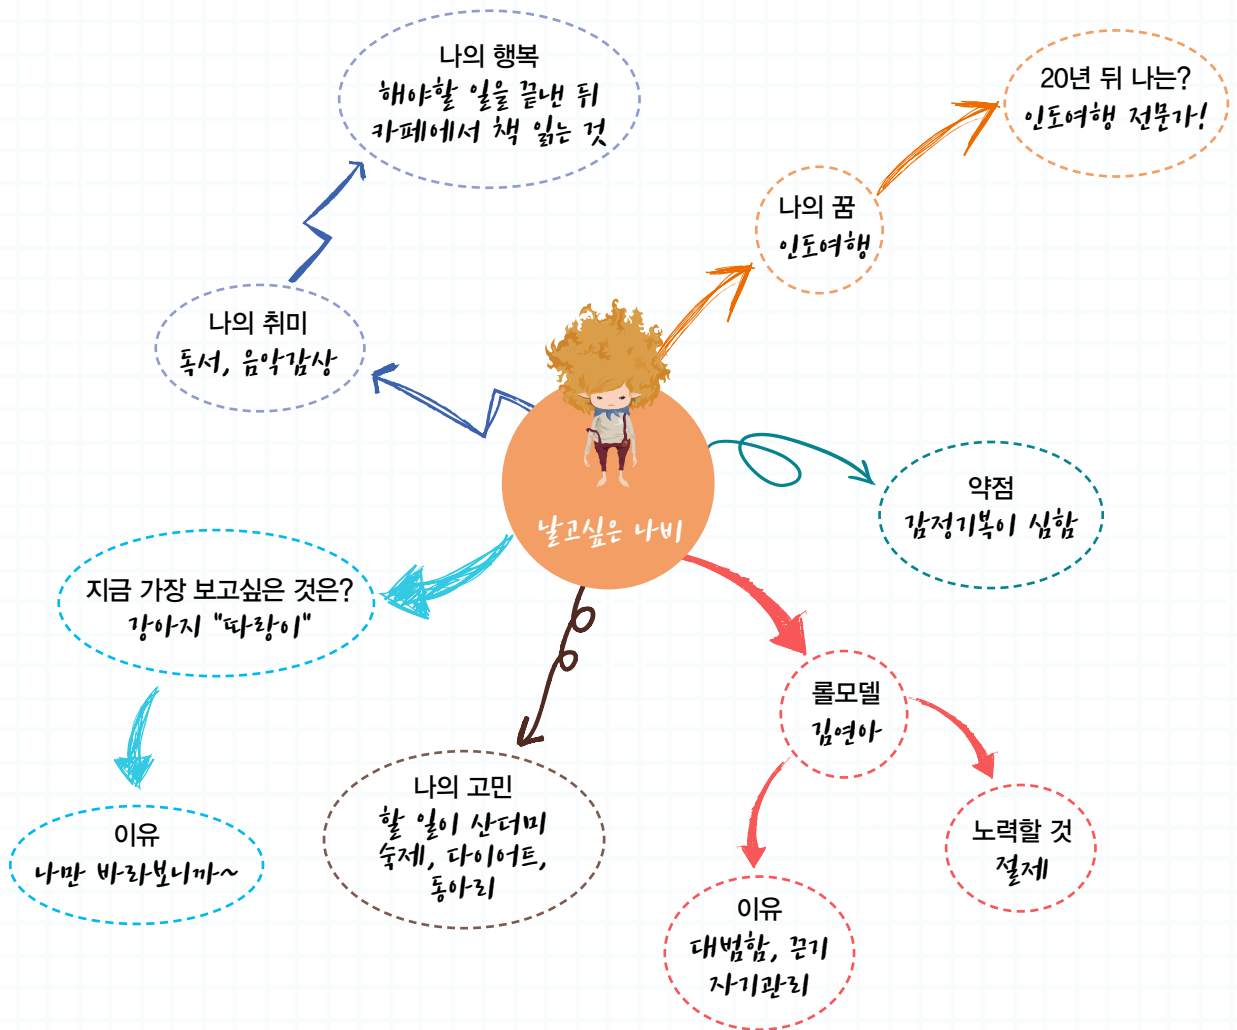 나의 행복
해야할 일을 끝낸 뒤
카페에서 책 읽는 것
20년 뒤 나는?
인도여행 전문가!
나의 꿈
인도여행
나의 취미
독서, 음악감상
약점
감정기복이 심함
날고싶은 나비
지금 가장 보고싶은 것은?
강아지 "따랑이"
롤모델
김연아
나의 고민
할 일이 산더미
숙제, 다이어트,
동아리
이유
나만 바라보니까~
노력할 것
절제
이유
대범함, 끈기
자기관리